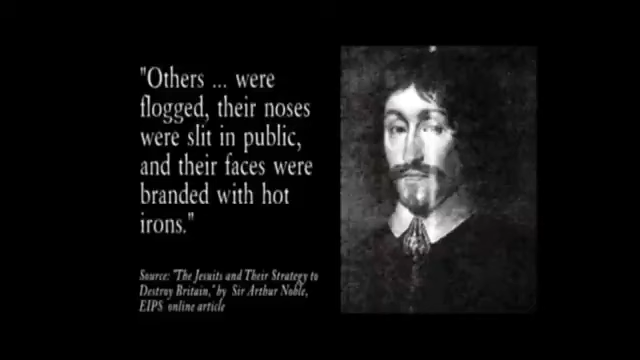 "Others ... were
flogged, their noses
were slit in public,
and their faces were
branded with hot
irons."
Source: "The Jesuits and Their Strategy to
Destroy Britain," by Sir Arthur Noble,
EIPS online article